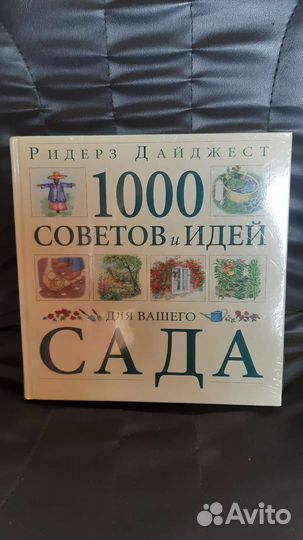 Ридерз Дайджест
1000
СОВЕТОВ и ИДЕЙ
ДЛЯ ВАШЕГО
САДА
Avito